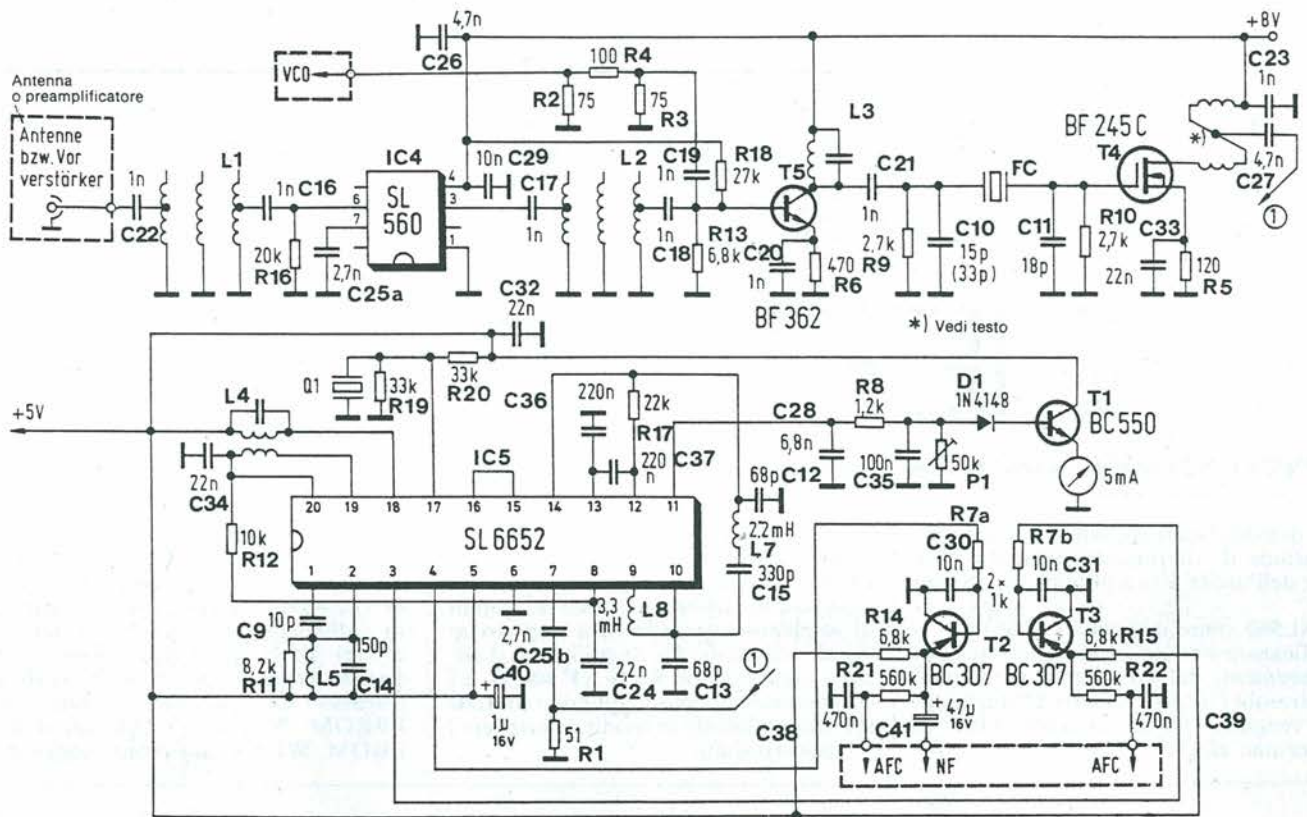 4,7n
C26
+8V
C23
1n
100 R4
VCO
R2
75
75
R3
L3
Antenna
o preamplificatore
Antenne
bzw. Vor
verstärker
BF 245 C
T4
*)
4,7n
C27
1
1n
C22
L1
1n
C16
IC4
SL
560
6
7
4
3
1
10n
C29
C17
1n
L2
C19
1n
R18
27k
T5
C21
1n
FC
20k
R16
2,7n
C25a
1n
C18
R13
6,8k
C20
1n
470
R6
2,7k
R9
C10
15p
(33p)
C11
18p
R10
2,7k
C33
22n
120
R5
BF 362
*) Vedi testo
C32
22n
Q1
33k
R19
33k
R20
L4
+5V
C36
220n
22k
R17
220
n
C37
C28
R8
1,2k
D1
1N4148
T1
BC550
6,8n
C12
100n
C35
50k
P1
5mA
22n
C34
IC5
68p
2,2mH
L7
330p
C15
20 19 18 17 16 15 14 13 12 11
SL 6652
1 2 3 4 5 6 7 8 9 10
10k
R12
R7a
R7b
C30
10n
2×
1k
C31
10n
C9
10p
150p
8,2k
R11
L5
C14
2,7n
C25b
3,3
mH
L8
C40
1µ
16V
2,2n
C24
68p
C13
1
51
R1
R14
6,8k
T2
BC307
T3
BC307
6,8k
R15
R21
560k
R22
560k
470n
C38
4,7µ
16V
C41
470n
C39
AFC
NF
AFC